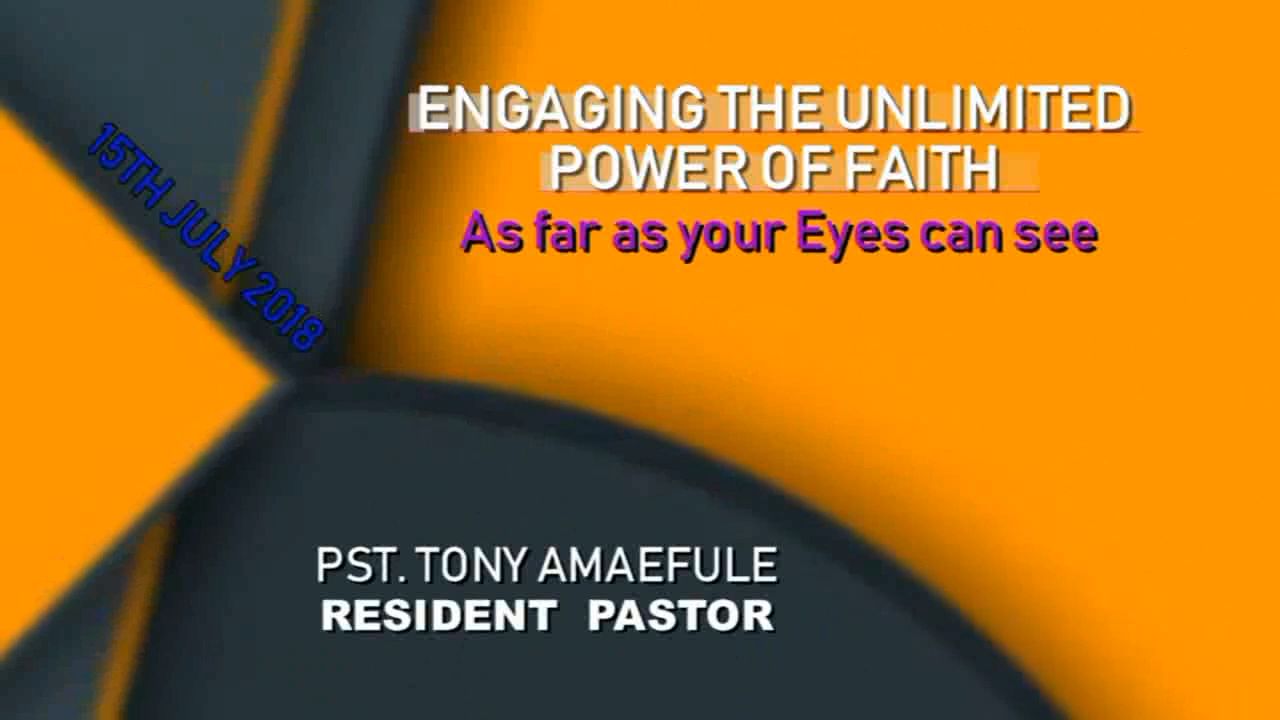 15TH JULY 2018
ENGAGING THE UNLIMITED
POWER OF FAITH
As far as your Eyes can see
PST. TONY AMAEFULE
RESIDENT PASTOR